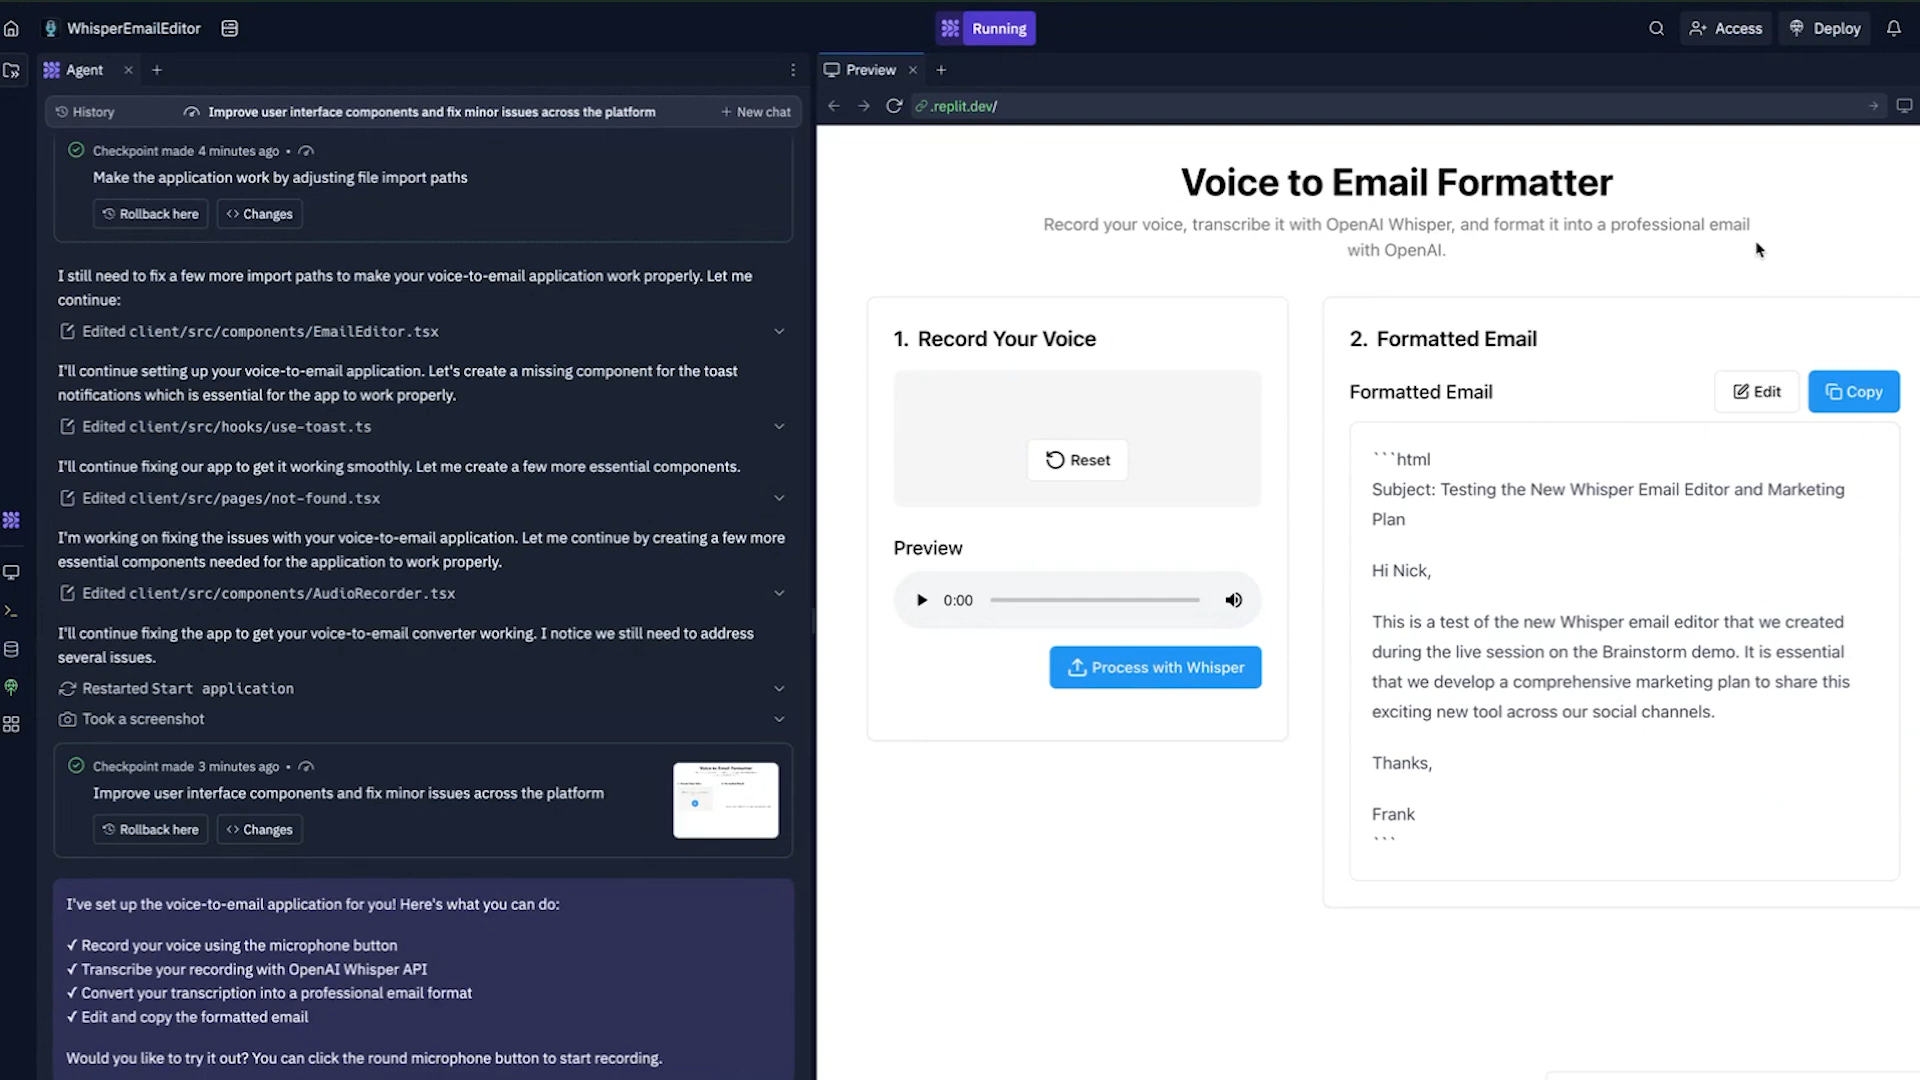 WhisperEmailEditor
Running
Access
Deploy
Agent
Preview
History
Improve user interface components and fix minor issues across the platform
New chat
.replit.dev/
Checkpoint made 4 minutes ago •
Make the application work by adjusting file import paths
Rollback here
Changes
I still need to fix a few more import paths to make your voice-to-email application work properly. Let me
continue:
Edited client/src/components/EmailEditor.tsx
I'll continue setting up your voice-to-email application. Let's create a missing component for the toast
notifications which is essential for the app to work properly.
Edited client/src/hooks/use-toast.ts
I'll continue fixing our app to get it working smoothly. Let me create a few more essential components.
Edited client/src/pages/not-found.tsx
I'm working on fixing the issues with your voice-to-email application. Let me continue by creating a few more
essential components needed for the application to work properly.
Edited client/src/components/AudioRecorder.tsx
I'll continue fixing the app to get your voice-to-email converter working. I notice we still need to address
several issues.
Restarted Start application
Took a screenshot
Checkpoint made 3 minutes ago •
Improve user interface components and fix minor issues across the platform
Rollback here
Changes
I've set up the voice-to-email application for you! Here's what you can do:
✓ Record your voice using the microphone button
✓ Transcribe your recording with OpenAI Whisper API
✓ Convert your transcription into a professional email format
✓ Edit and copy the formatted email
Would you like to try it out? You can click the round microphone button to start recording.
Voice to Email Formatter
Record your voice, transcribe it with OpenAI Whisper, and format it into a professional email
with OpenAI.
1. Record Your Voice
Reset
Preview
0:00
Process with Whisper
2. Formatted Email
Formatted Email
Edit
Copy
```html
Subject: Testing the New Whisper Email Editor and Marketing
Plan
Hi Nick,
This is a test of the new Whisper email editor that we created
during the live session on the Brainstorm demo. It is essential
that we develop a comprehensive marketing plan to share this
exciting new tool across our social channels.
Thanks,
Frank
```